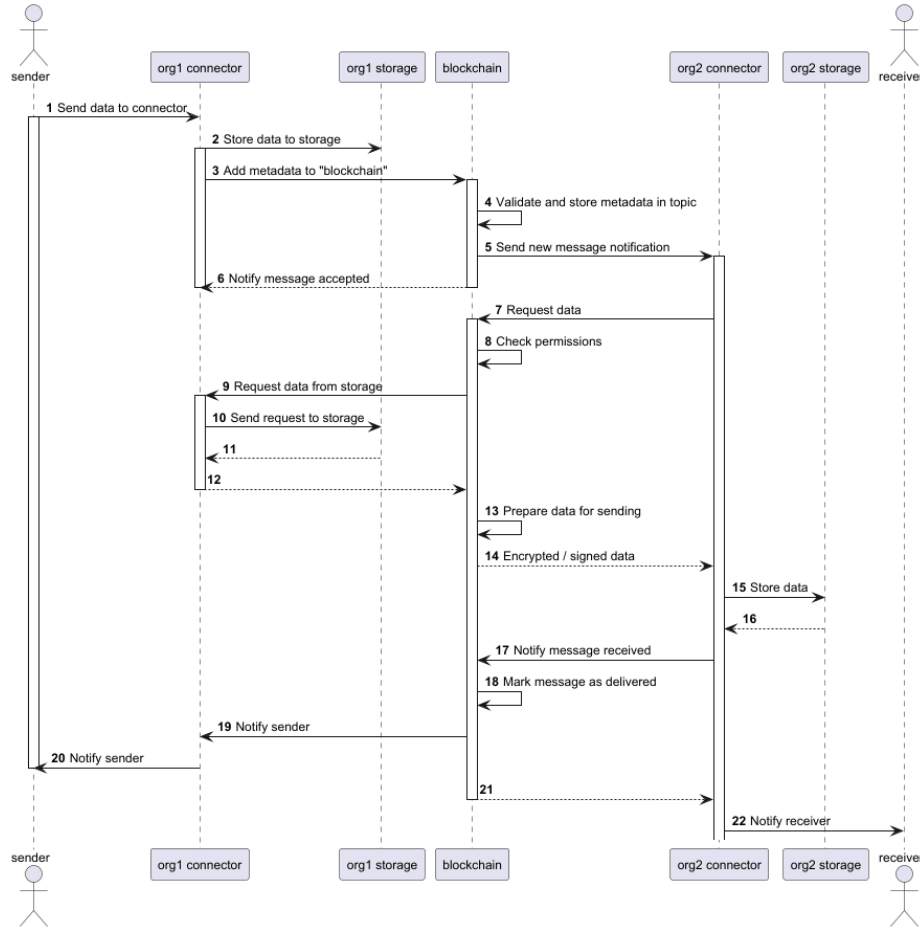 sender
receive
org1 connector
org1 storage
blockchain
org2 connector
org2 storage
1 Send data to connector
2 Store data to storage
3 Add metadata to "blockchain"
4 Validate and store metadata in topic
5 Send new message notification
6 Notify message accepted
7 Request data
8 Check permissions
9 Request data from storage
10 Send request to storage
11
12
13 Prepare data for sending
14 Encrypted / signed data
15 Store data
16
17 Notify message received
18 Mark message as delivered
19 Notify sender
20 Notify sender
21
22 Notify receiver
sender
org1 connector
org1 storage
blockchain
org2 connector
org2 storage
receive